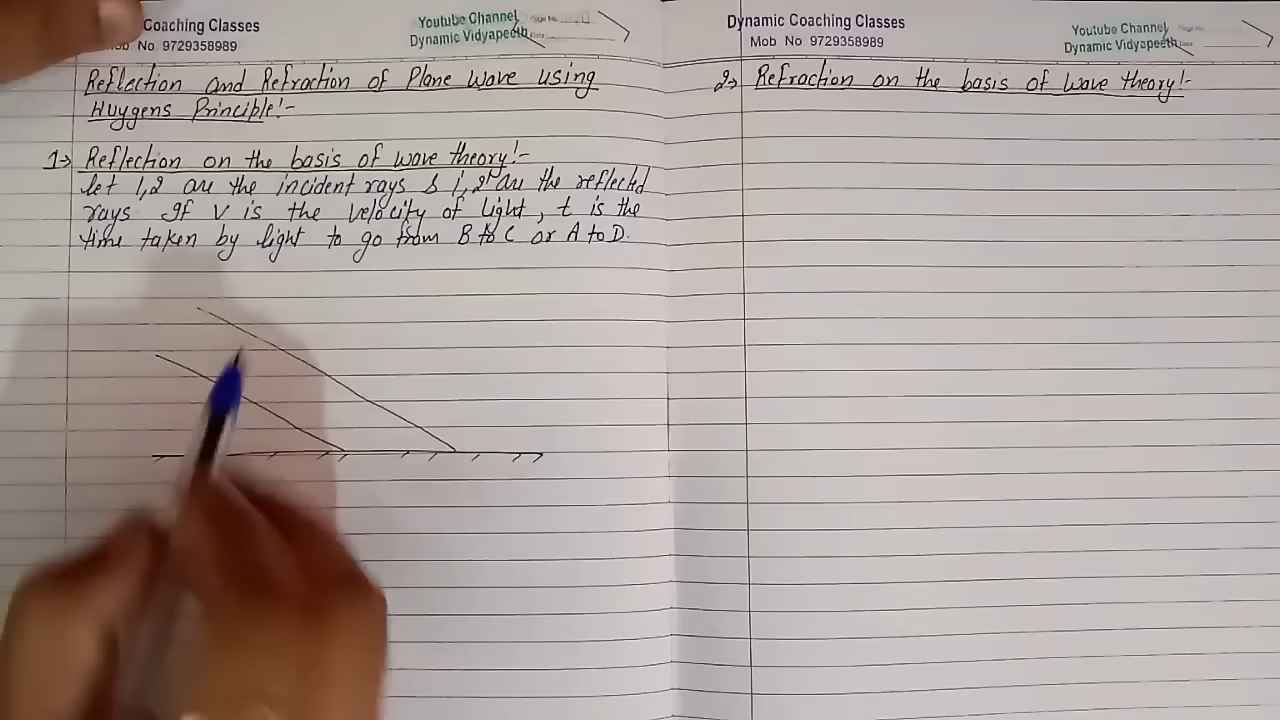 Coaching Classes
Mob No 9729358989
Youtube Channel
Dynamic Vidyapeeth
Reflection and Refraction of Plane Wave using
Huygens Principle!-
1→ Reflection on the basis of wave theory!-
let 1,2 are the incident rays & 1', 2' are the reflected
rays If V is the velocity of light, t is the
time taken by light to go from B to C or A to D.
Dynamic Coaching Classes
Mob No 9729358989
Youtube Channel
Dynamic Vidyapeeth
2→ Refraction on the basis of wave theory!-